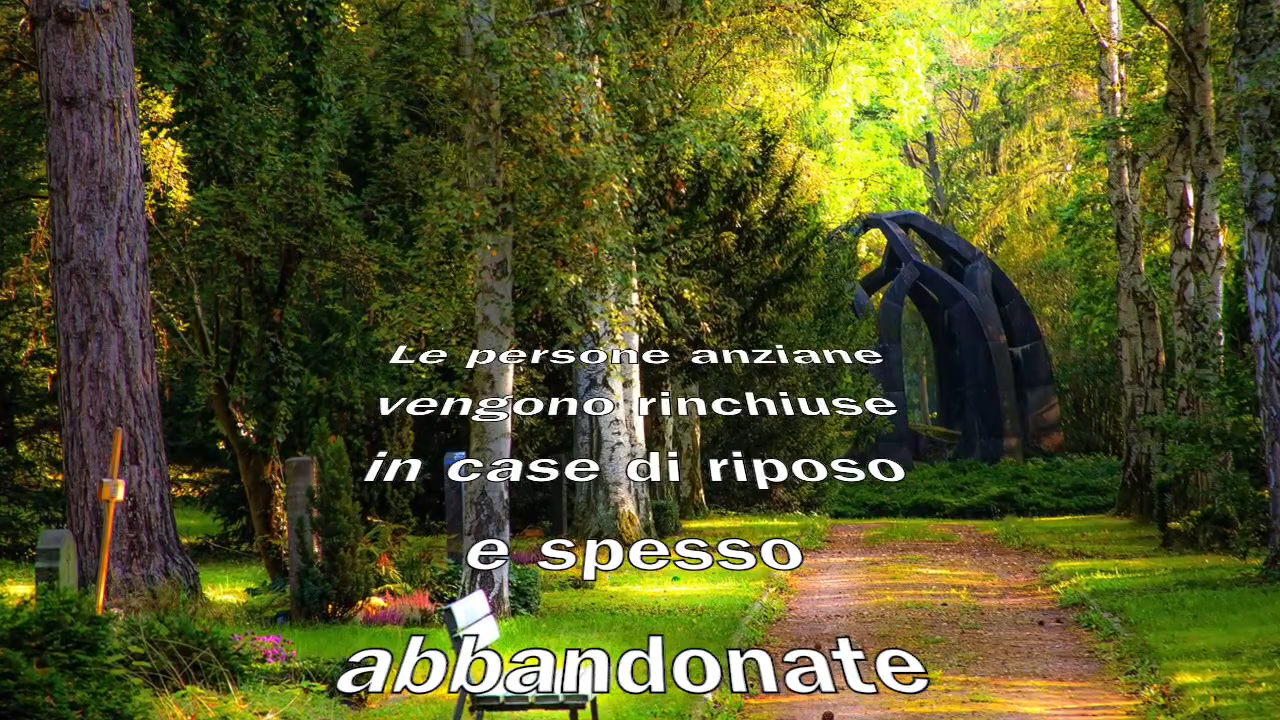 Le persone anziane
vengono rinchiuse
in case di riposo
e spesso
abbandonate